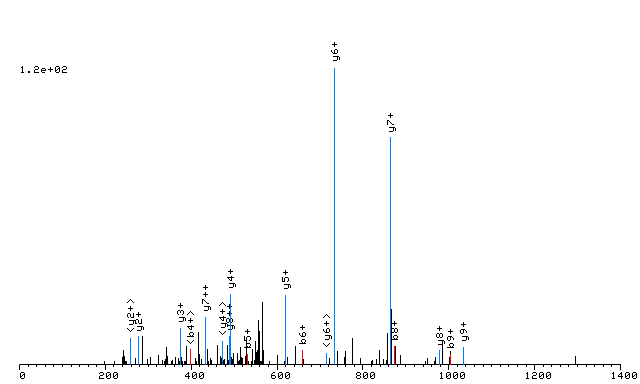 1.2e+02
y2+^
y2+
y3+
b4+^
y7++
y4+^
y4+
b5+
y5+
b6+
y6+^
y6+
y7+
b8+
y8+
b9+
y9+
0 200 400 600 800 1000 1200 1400